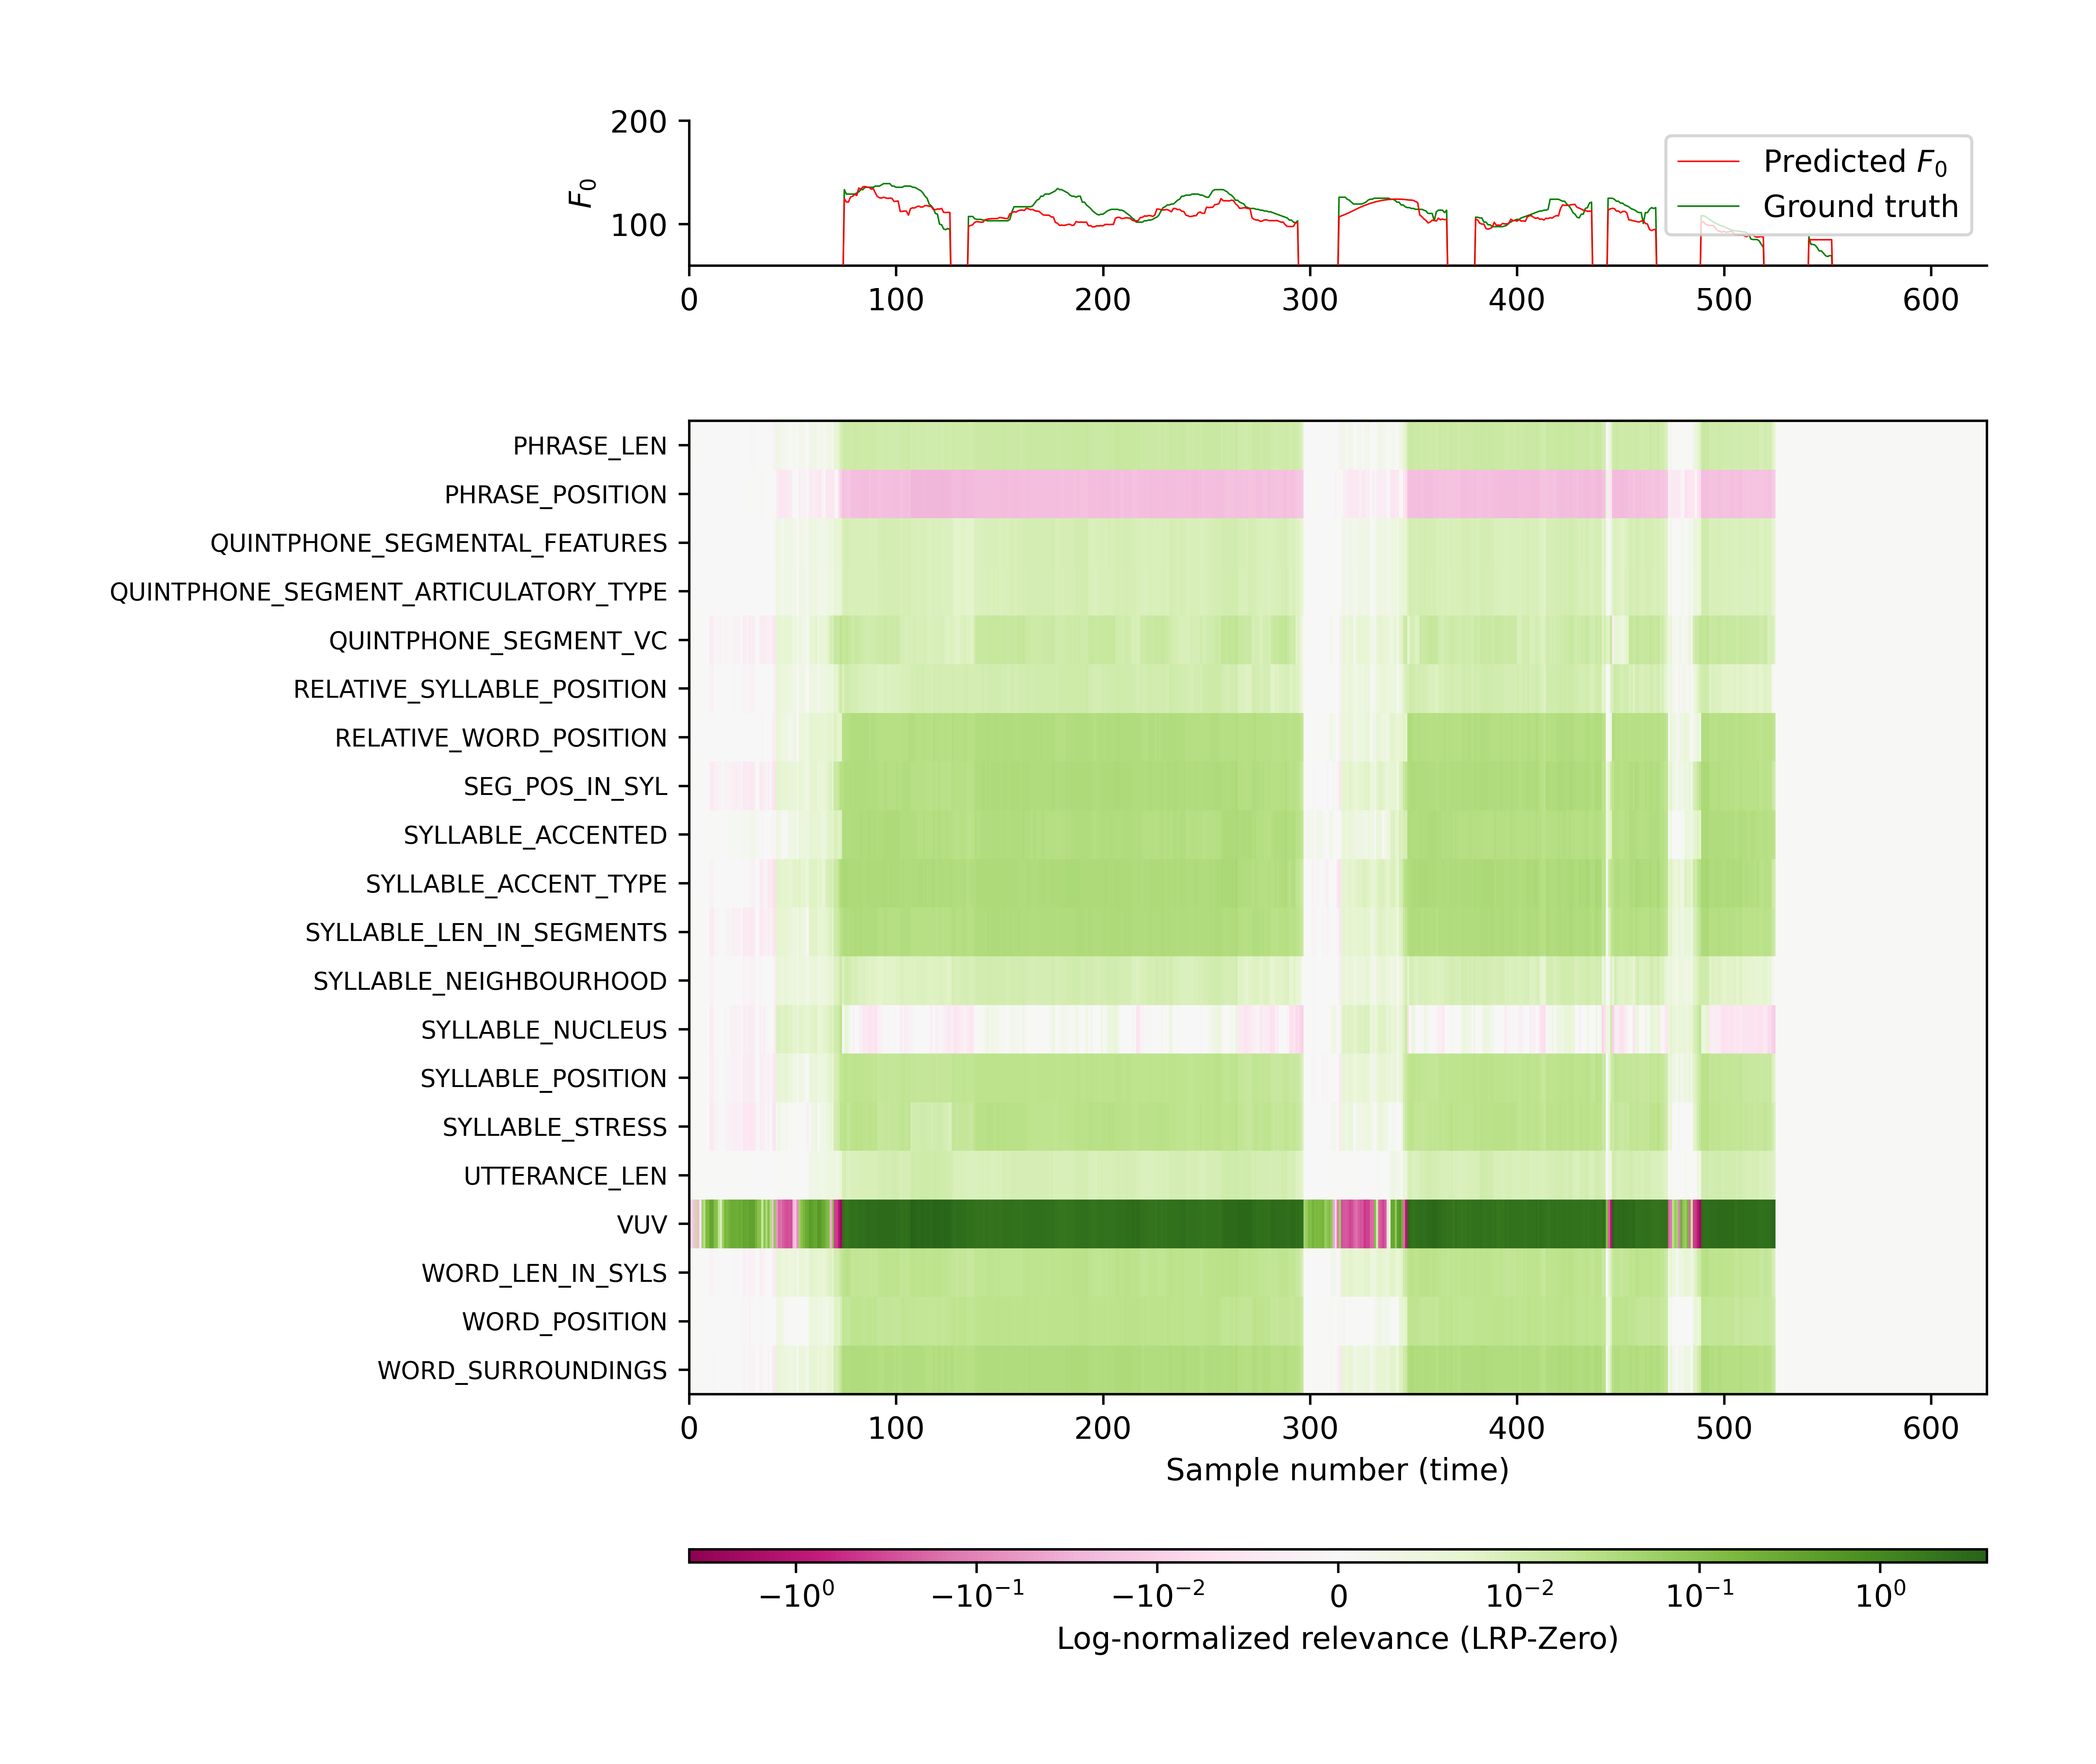 200
100
F0
Predicted F0
Ground truth
0 100 200 300 400 500 600
PHRASE_LEN
PHRASE_POSITION
QUINTPHONE_SEGMENTAL_FEATURES
QUINTPHONE_SEGMENT_ARTICULATORY_TYPE
QUINTPHONE_SEGMENT_VC
RELATIVE_SYLLABLE_POSITION
RELATIVE_WORD_POSITION
SEG_POS_IN_SYL
SYLLABLE_ACCENTED
SYLLABLE_ACCENT_TYPE
SYLLABLE_LEN_IN_SEGMENTS
SYLLABLE_NEIGHBOURHOOD
SYLLABLE_NUCLEUS
SYLLABLE_POSITION
SYLLABLE_STRESS
UTTERANCE_LEN
VUV
WORD_LEN_IN_SYLS
WORD_POSITION
WORD_SURROUNDINGS
0 100 200 300 400 500 600
Sample number (time)
−10⁰ −10⁻¹ −10⁻² 0 10⁻² 10⁻¹ 10⁰
Log-normalized relevance (LRP-Zero)